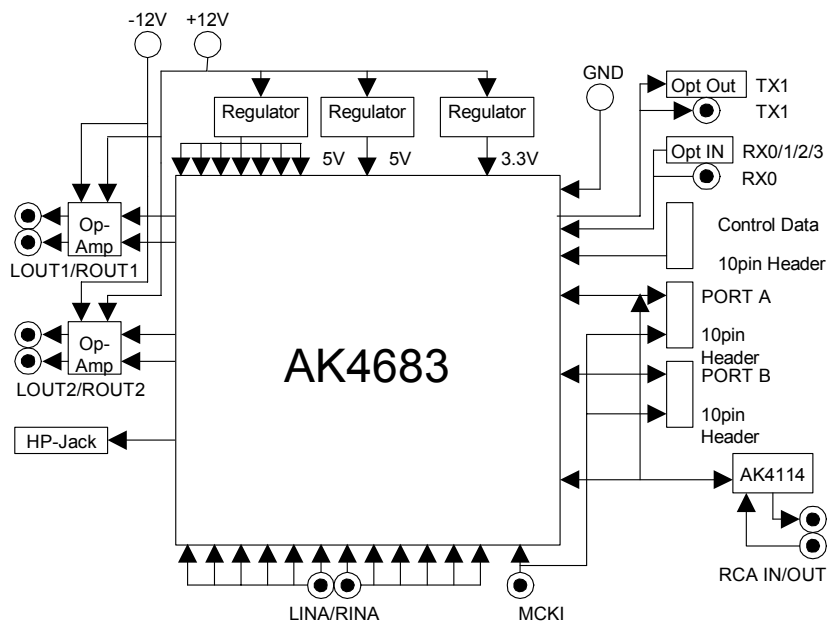 -12V
+12V
GND
Regulator
Regulator
Regulator
5V
5V
3.3V
Opt Out
TX1
TX1
Opt IN
RX0/1/2/3
RX0
Control Data
10pin Header
PORT A
10pin
Header
PORT B
10pin
Header
Op-
Amp
LOUT1/ROUT1
Op-
Amp
LOUT2/ROUT2
HP-Jack
AK4683
AK4114
RCA IN/OUT
LINA/RINA
MCKI